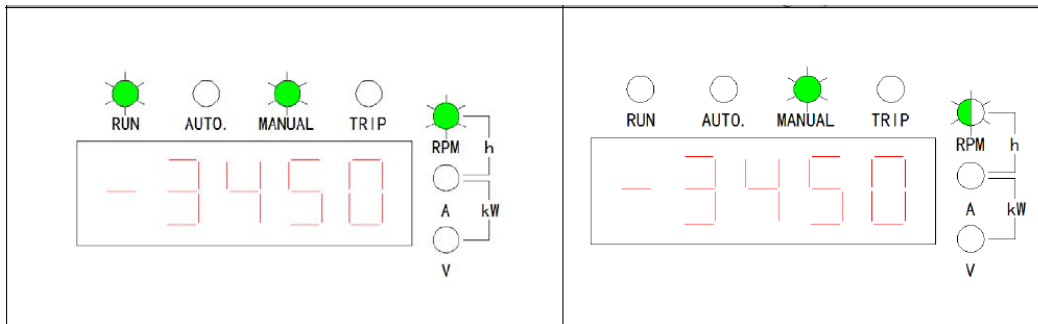 RUN AUTO. MANUAL TRIP
RPM h
- 3450
A kW
V
RUN AUTO. MANUAL TRIP
RPM h
- 3450
A kW
V